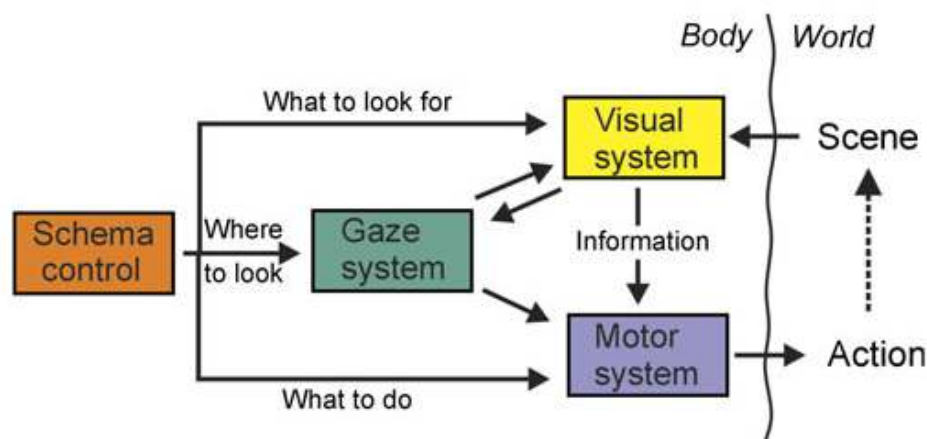 Body
World
What to look for
Visual
system
Scene
Schema
control
Where
to look
Gaze
system
Information
Motor
system
Action
What to do